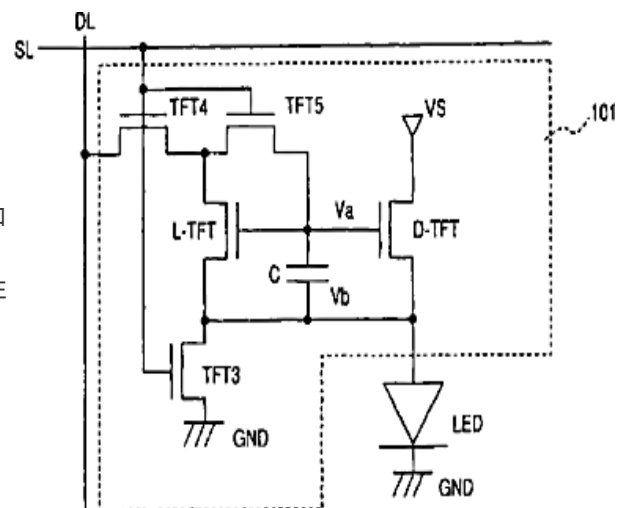 DL
SL
TFT4
TFT5
VS
101
L-TFT
Va
D-TFT
C
Vb
TFT3
LED
GND
GND